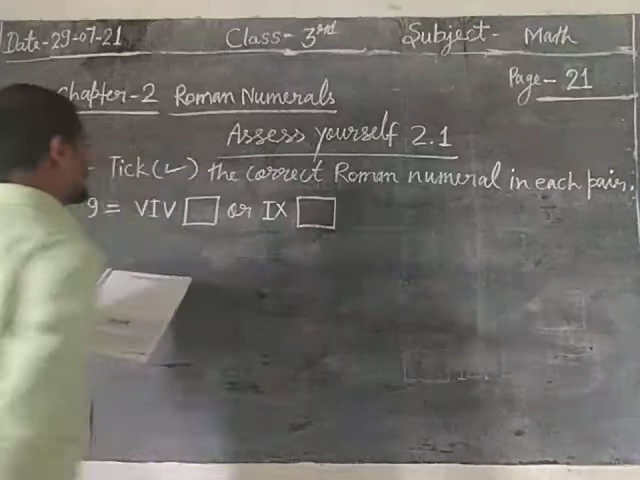 Date-29-07-21 Class- 3rd Subject- Math
Page- 21
Chapter-2 Roman Numerals
Assess yourself 2.1
- Tick(✓) the correct Roman numeral in each pair.
9 = VIV □ or IX □